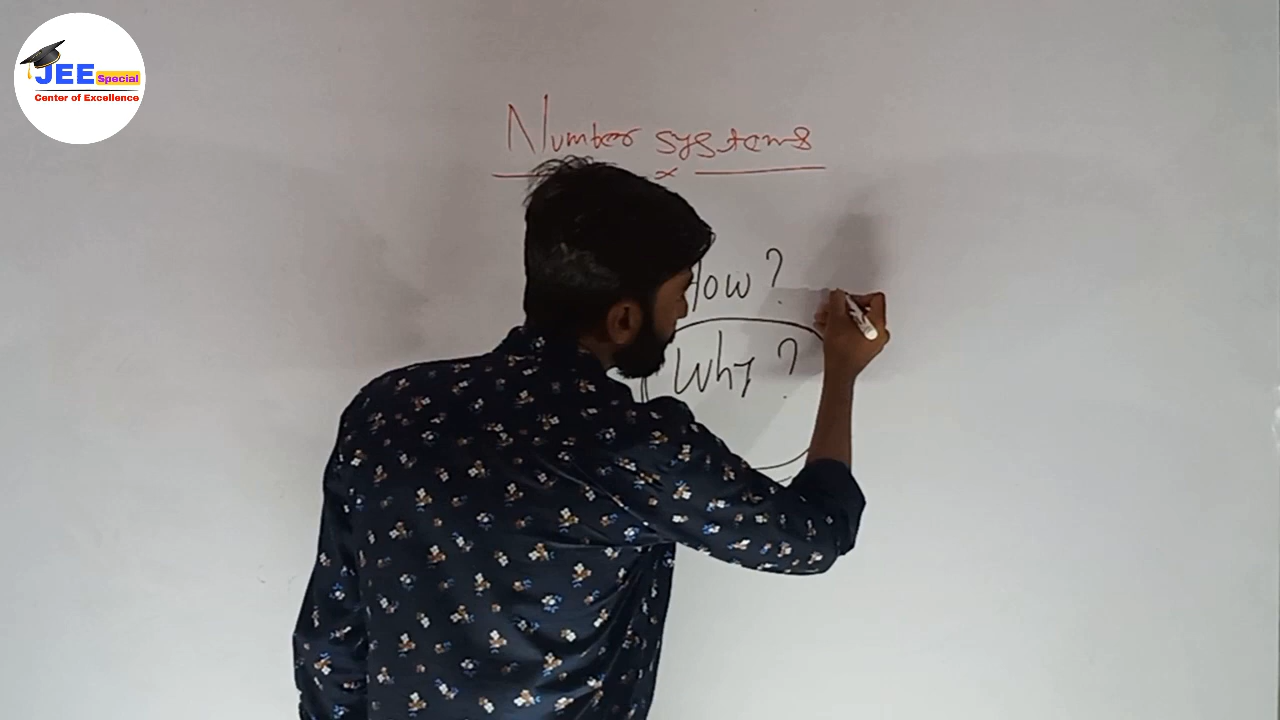 JEE Special
Center of Excellence
Number systems
How ?
Why ?